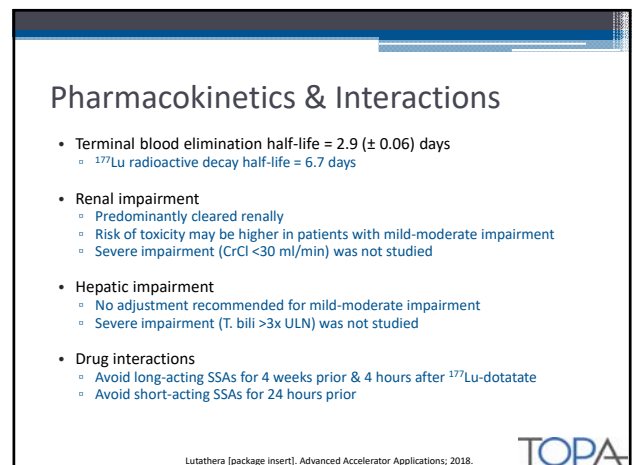 Pharmacokinetics & Interactions
• Terminal blood elimination half-life = 2.9 (± 0.06) days
▫ ¹⁷⁷Lu radioactive decay half-life = 6.7 days
• Renal impairment
▫ Predominantly cleared renally
▫ Risk of toxicity may be higher in patients with mild-moderate impairment
▫ Severe impairment (CrCl <30 ml/min) was not studied
• Hepatic impairment
▫ No adjustment recommended for mild-moderate impairment
▫ Severe impairment (T. bili >3x ULN) was not studied
• Drug interactions
▫ Avoid long-acting SSAs for 4 weeks prior & 4 hours after ¹⁷⁷Lu-dotatate
▫ Avoid short-acting SSAs for 24 hours prior
Lutathera [package insert]. Advanced Accelerator Applications; 2018.
TOPA